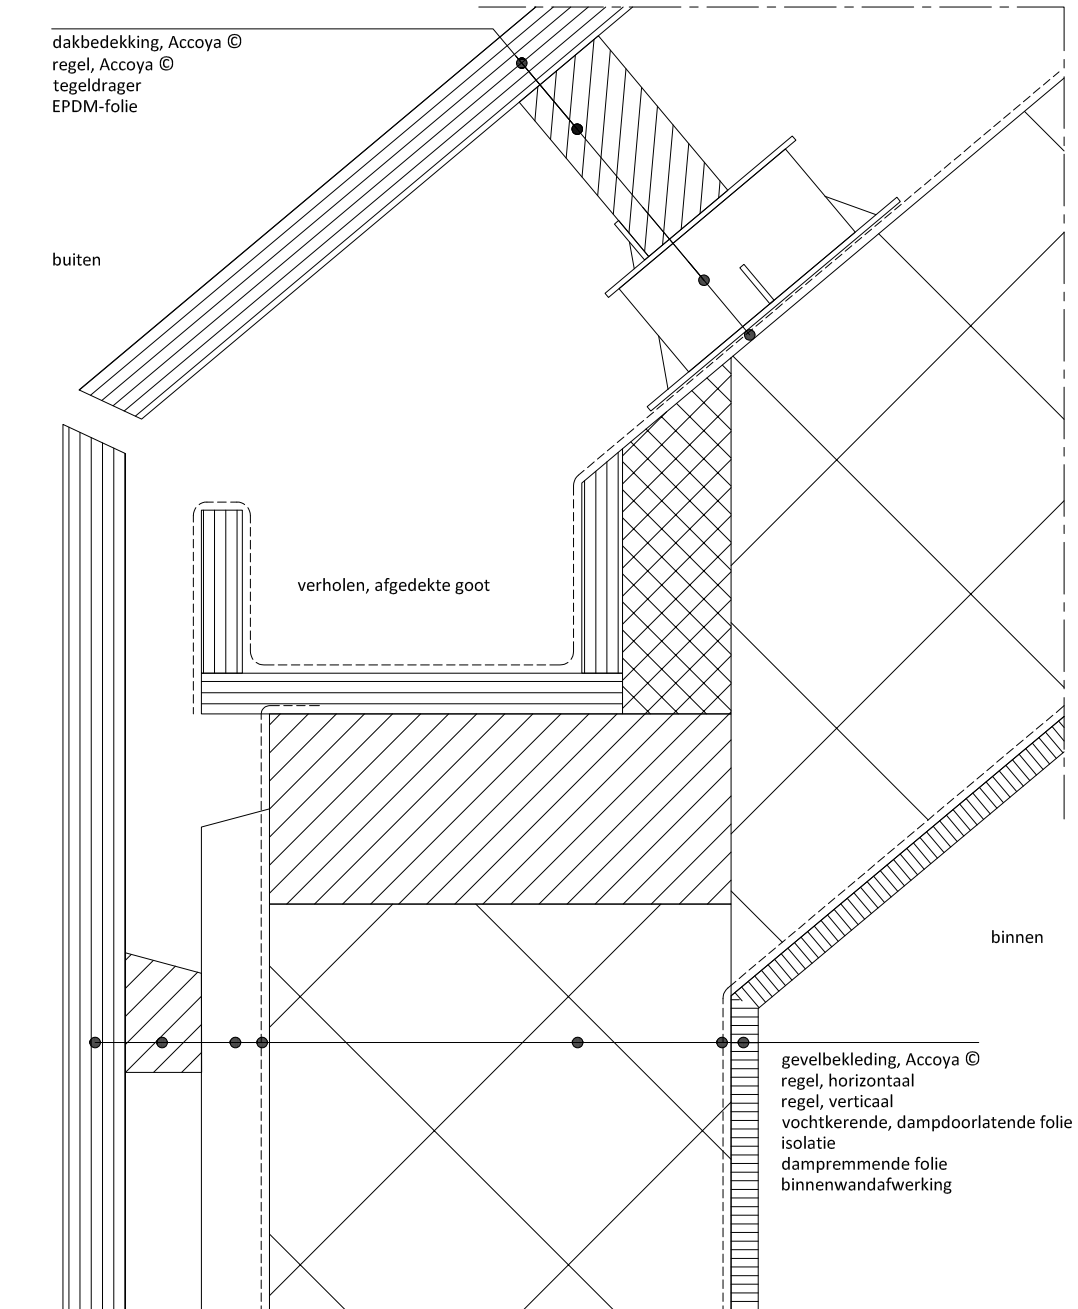 dakbedekking, Accoya ©
regel, Accoya ©
tegeldrager
EPDM-folie
buiten
verholen, afgedekte goot
binnen
gevelbekleding, Accoya ©
regel, horizontaal
regel, verticaal
vochtkerende, dampdoorlatende folie
isolatie
dampremmende folie
binnenwandafwerking